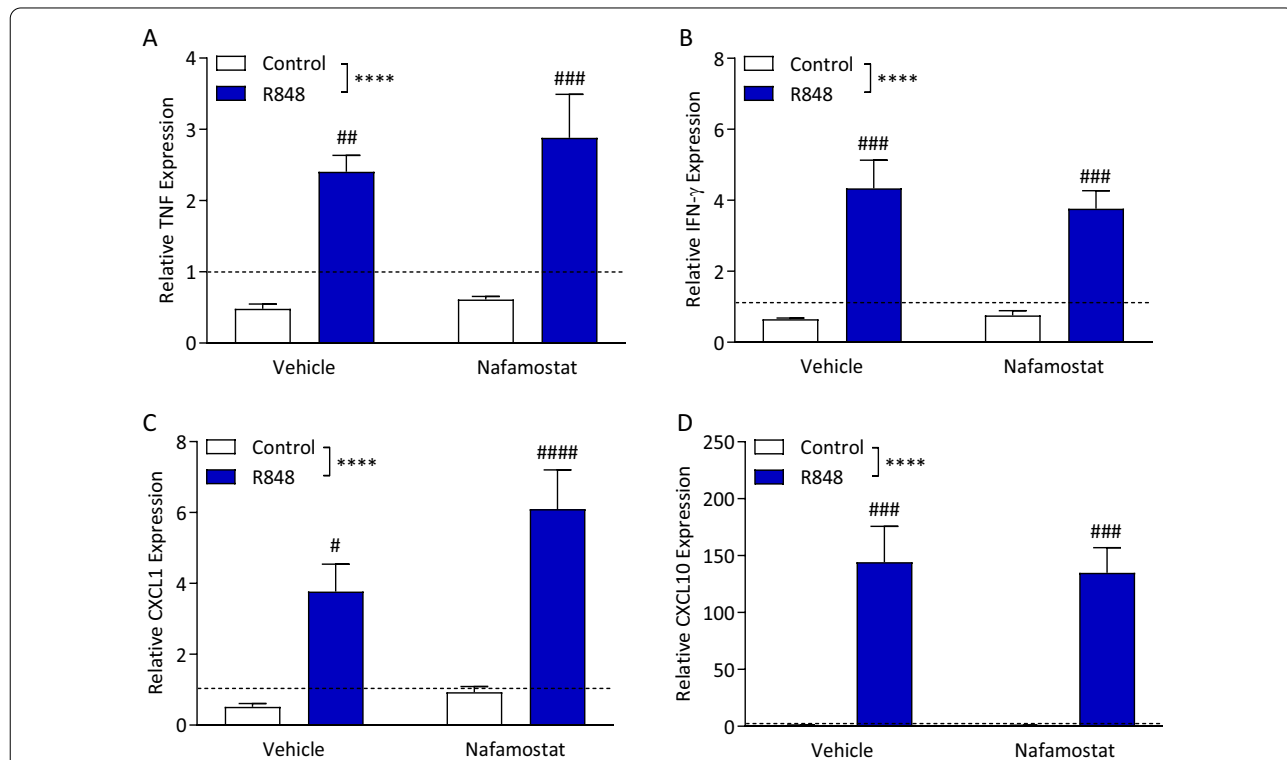 A
Relative TNF Expression
4
3
2
1
0
Control
R848
****
##
###
Vehicle
Nafamostat
B
Relative IFN-γ Expression
8
6
4
2
0
Control
R848
****
###
###
Vehicle
Nafamostat
C
Relative CXCL1 Expression
8
6
4
2
0
Control
R848
****
#
####
Vehicle
Nafamostat
D
Relative CXCL10 Expression
250
200
150
100
50
0
Control
R848
****
###
###
Vehicle
Nafamostat